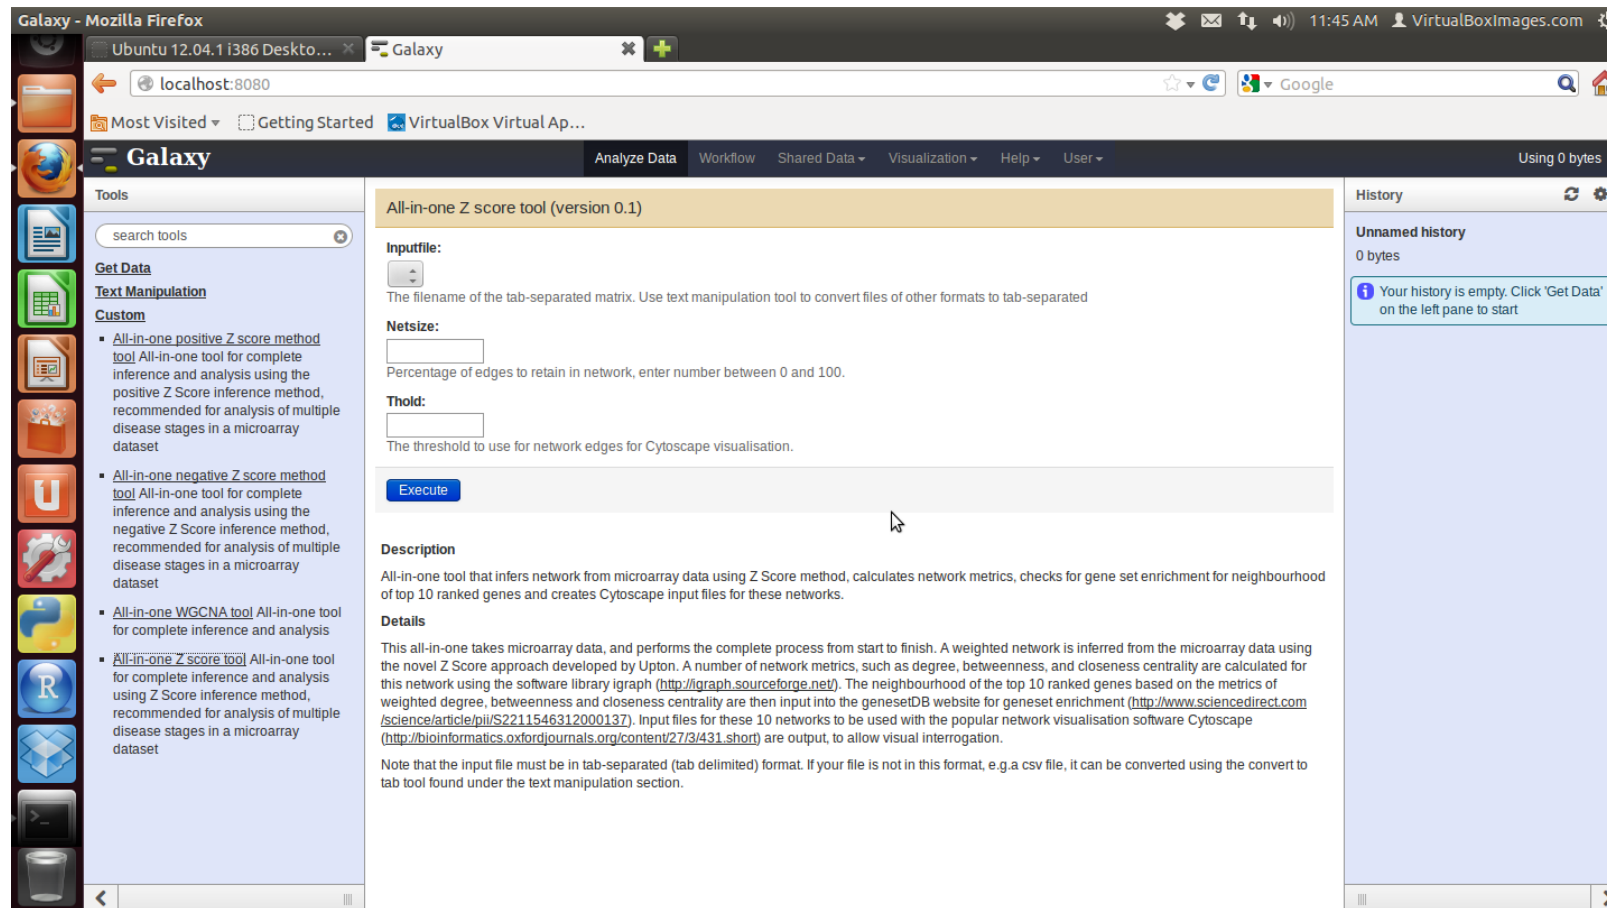 Galaxy - Mozilla Firefox
11:45 AM VirtualBoxImages.com
Ubuntu 12.04.1 i386 Deskto... Galaxy
localhost:8080
Google
Most Visited Getting Started VirtualBox Virtual Ap...
Galaxy
Analyze Data Workflow Shared Data Visualization Help User
Using 0 bytes
Tools
search tools
Get Data
Text Manipulation
Custom
All-in-one positive Z score method
tool All-in-one tool for complete
inference and analysis using the
positive Z Score inference method,
recommended for analysis of multiple
disease stages in a microarray
dataset
All-in-one negative Z score method
tool All-in-one tool for complete
inference and analysis using the
negative Z Score inference method,
recommended for analysis of multiple
disease stages in a microarray
dataset
All-in-one WGCNA tool All-in-one tool
for complete inference and analysis
All-in-one Z score tool All-in-one tool
for complete inference and analysis
using Z Score inference method,
recommended for analysis of multiple
disease stages in a microarray
dataset
All-in-one Z score tool (version 0.1)
Inputfile:
The filename of the tab-separated matrix. Use text manipulation tool to convert files of other formats to tab-separated
Netsize:
Percentage of edges to retain in network, enter number between 0 and 100.
Thold:
The threshold to use for network edges for Cytoscape visualisation.
Execute
Description
All-in-one tool that infers network from microarray data using Z Score method, calculates network metrics, checks for gene set enrichment for neighbourhood
of top 10 ranked genes and creates Cytoscape input files for these networks.
Details
This all-in-one takes microarray data, and performs the complete process from start to finish. A weighted network is inferred from the microarray data using
the novel Z Score approach developed by Upton. A number of network metrics, such as degree, betweenness, and closeness centrality are calculated for
this network using the software library igraph (http://igraph.sourceforge.net/). The neighbourhood of the top 10 ranked genes based on the metrics of
weighted degree, betweenness and closeness centrality are then input into the genesetDB website for geneset enrichment (http://www.sciencedirect.com
/science/article/pii/S2211546312000137). Input files for these 10 networks to be used with the popular network visualisation software Cytoscape
(http://bioinformatics.oxfordjournals.org/content/27/3/431.short) are output, to allow visual interrogation.
Note that the input file must be in tab-separated (tab delimited) format. If your file is not in this format, e.g.a csv file, it can be converted using the convert to
tab tool found under the text manipulation section.
History
Unnamed history
0 bytes
Your history is empty. Click 'Get Data'
on the left pane to start